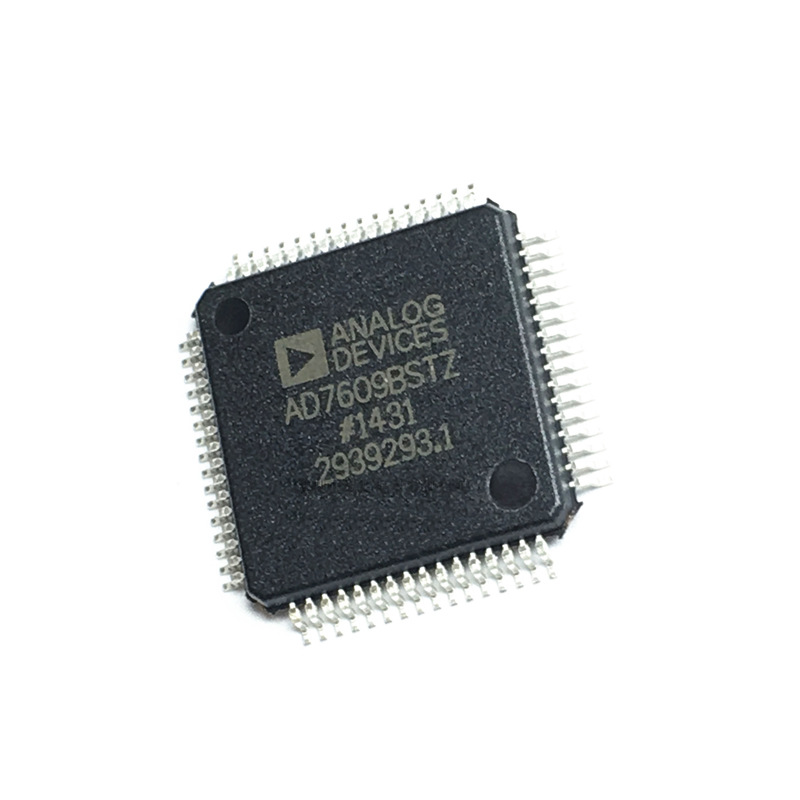 ANALOG
DEVICES
AD7609BSTZ
#1431
2939293.1